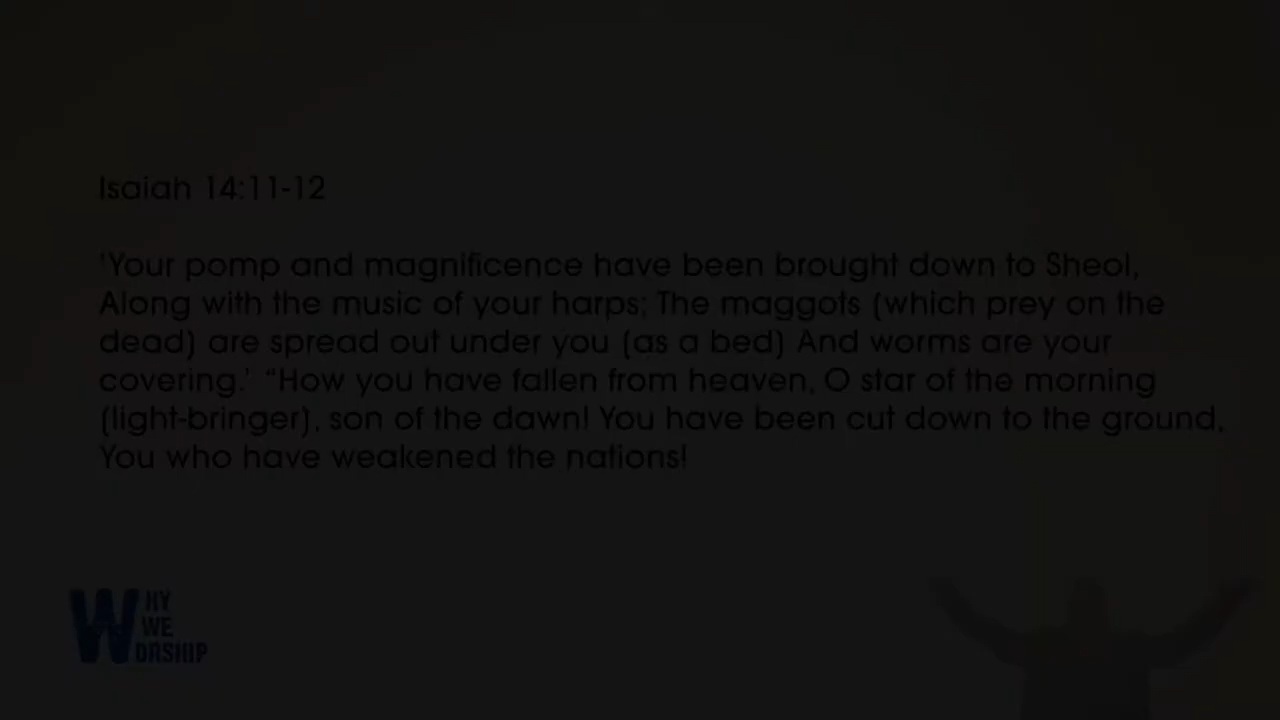 Isaiah 14:11-12
'Your pomp and magnificence have been brought down to Sheol,
Along with the music of your harps; The maggots (which prey on the
dead) are spread out under you (as a bed) And worms are your
covering.' “How you have fallen from heaven, O star of the morning
(light-bringer), son of the dawn! You have been cut down to the ground,
You who have weakened the nations!
WHY
WE
WORSHIP